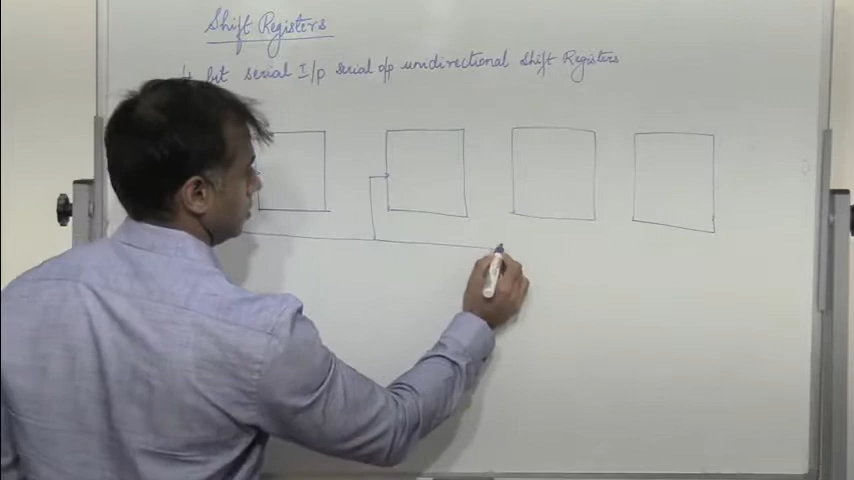 Shift Registers
4 bit serial I/p serial o/p unidirectional shift Registers